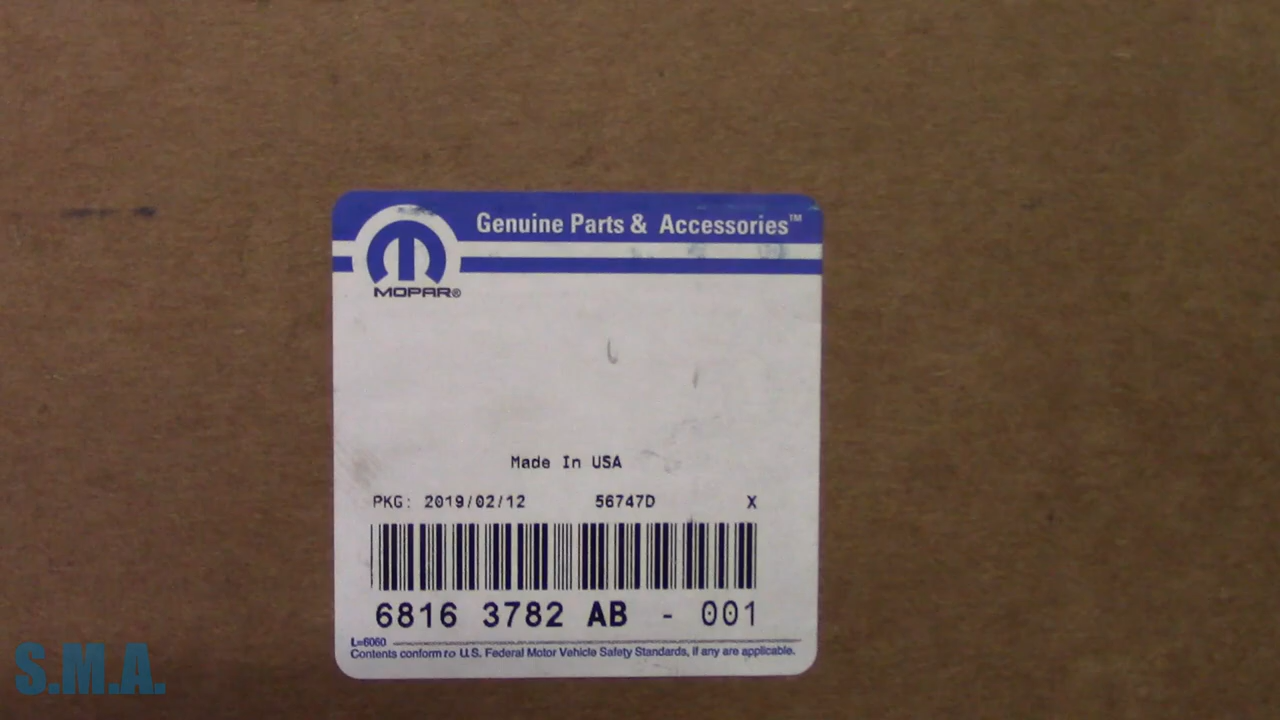 Genuine Parts & Accessories™
MOPAR®
Made In USA
PKG: 2019/02/12 56747D X
6816 3782 AB - 001
L=6060
Contents conform to U.S. Federal Motor Vehicle Safety Standards, if any are applicable.
S.M.A.